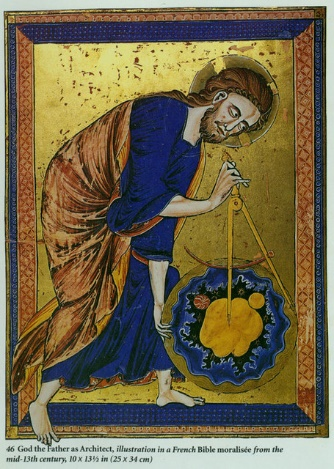 46 God the Father as Architect, illustration in a French Bible moralisée from the
mid-13th century, 10 x 13½ in (25 x 34 cm)